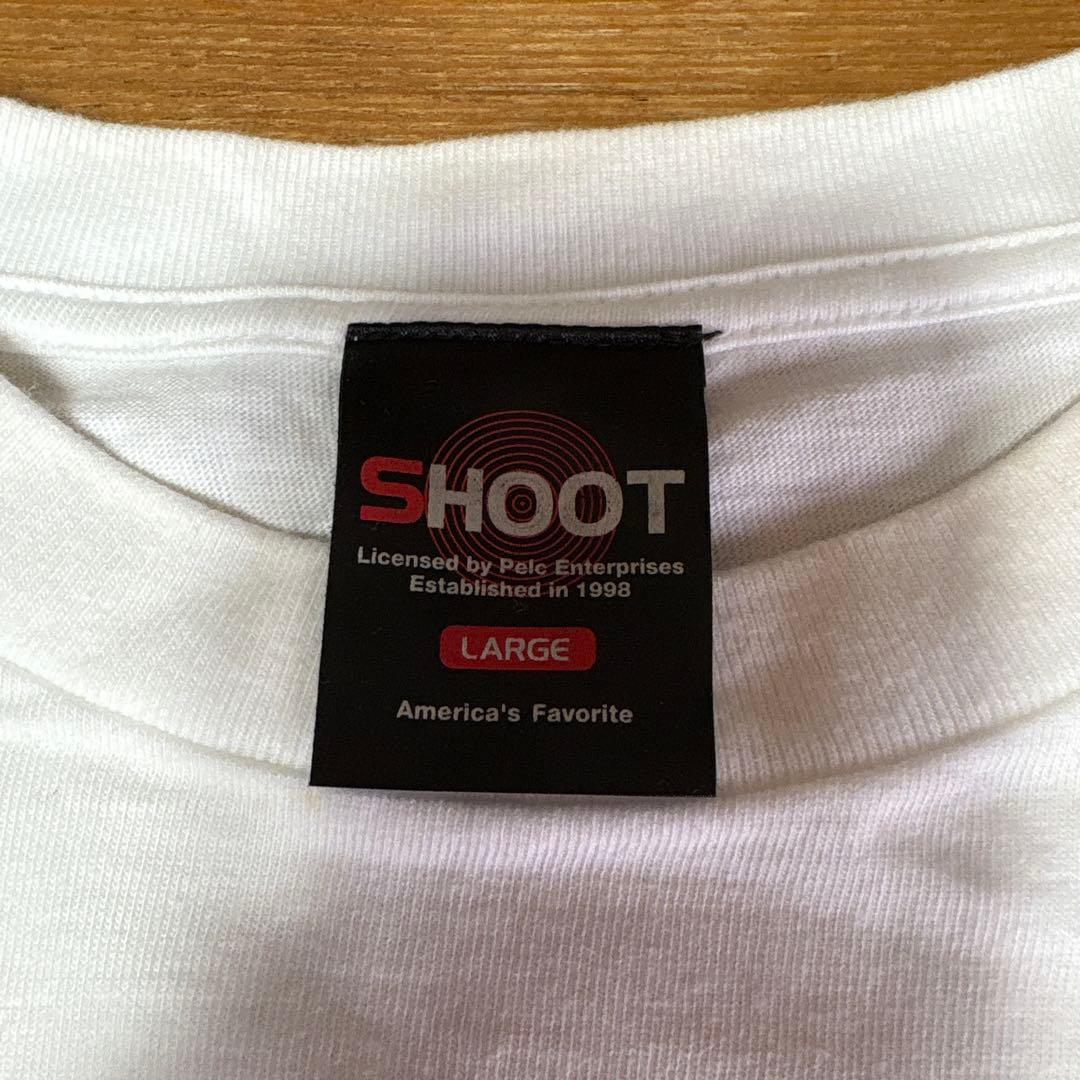 SHOOT
Licensed by Pelc Enterprises
Established in 1998
LARGE
America's Favorite